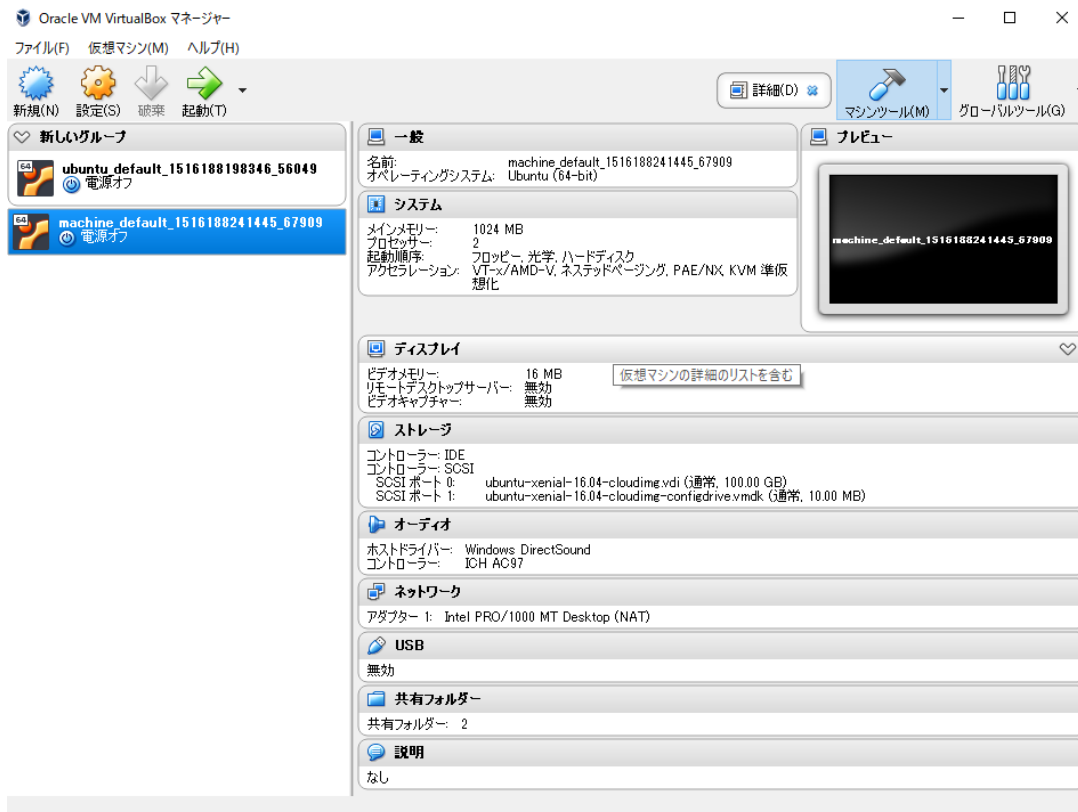 Oracle VM VirtualBox マネージャー
ファイル(F) 仮想マシン(M) ヘルプ(H)
新規(N) 設定(S) 破棄 起動(T) 詳細(D) マシンツール(M) グローバルツール(G)
新しいグループ
64 ubuntu_default_1516188198346_56049
電源オフ
64 machine_default_1516188241445_67909
電源オフ
一般
名前: machine_default_1516188241445_67909
オペレーティングシステム: Ubuntu (64-bit)
システム
メインメモリー: 1024 MB
プロセッサー: 2
起動順序: フロッピー, 光学, ハードディスク
アクセラレーション: VT-x/AMD-V, ネステッドページング, PAE/NX, KVM 準仮
想化
プレビュー
machine_default_1516188241445_67909
ディスプレイ
ビデオメモリー: 16 MB
リモートデスクトップサーバー: 無効
ビデオキャプチャー: 無効
仮想マシンの詳細のリストを含む
ストレージ
コントローラー: IDE
コントローラー: SCSI
SCSI ポート 0: ubuntu-xenial-16.04-cloudimg.vdi (通常, 100.00 GB)
SCSI ポート 1: ubuntu-xenial-16.04-cloudimg-configdrive.vmdk (通常, 10.00 MB)
オーディオ
ホストドライバー: Windows DirectSound
コントローラー: ICH AC97
ネットワーク
アダプター 1: Intel PRO/1000 MT Desktop (NAT)
USB
無効
共有フォルダー
共有フォルダー: 2
説明
なし